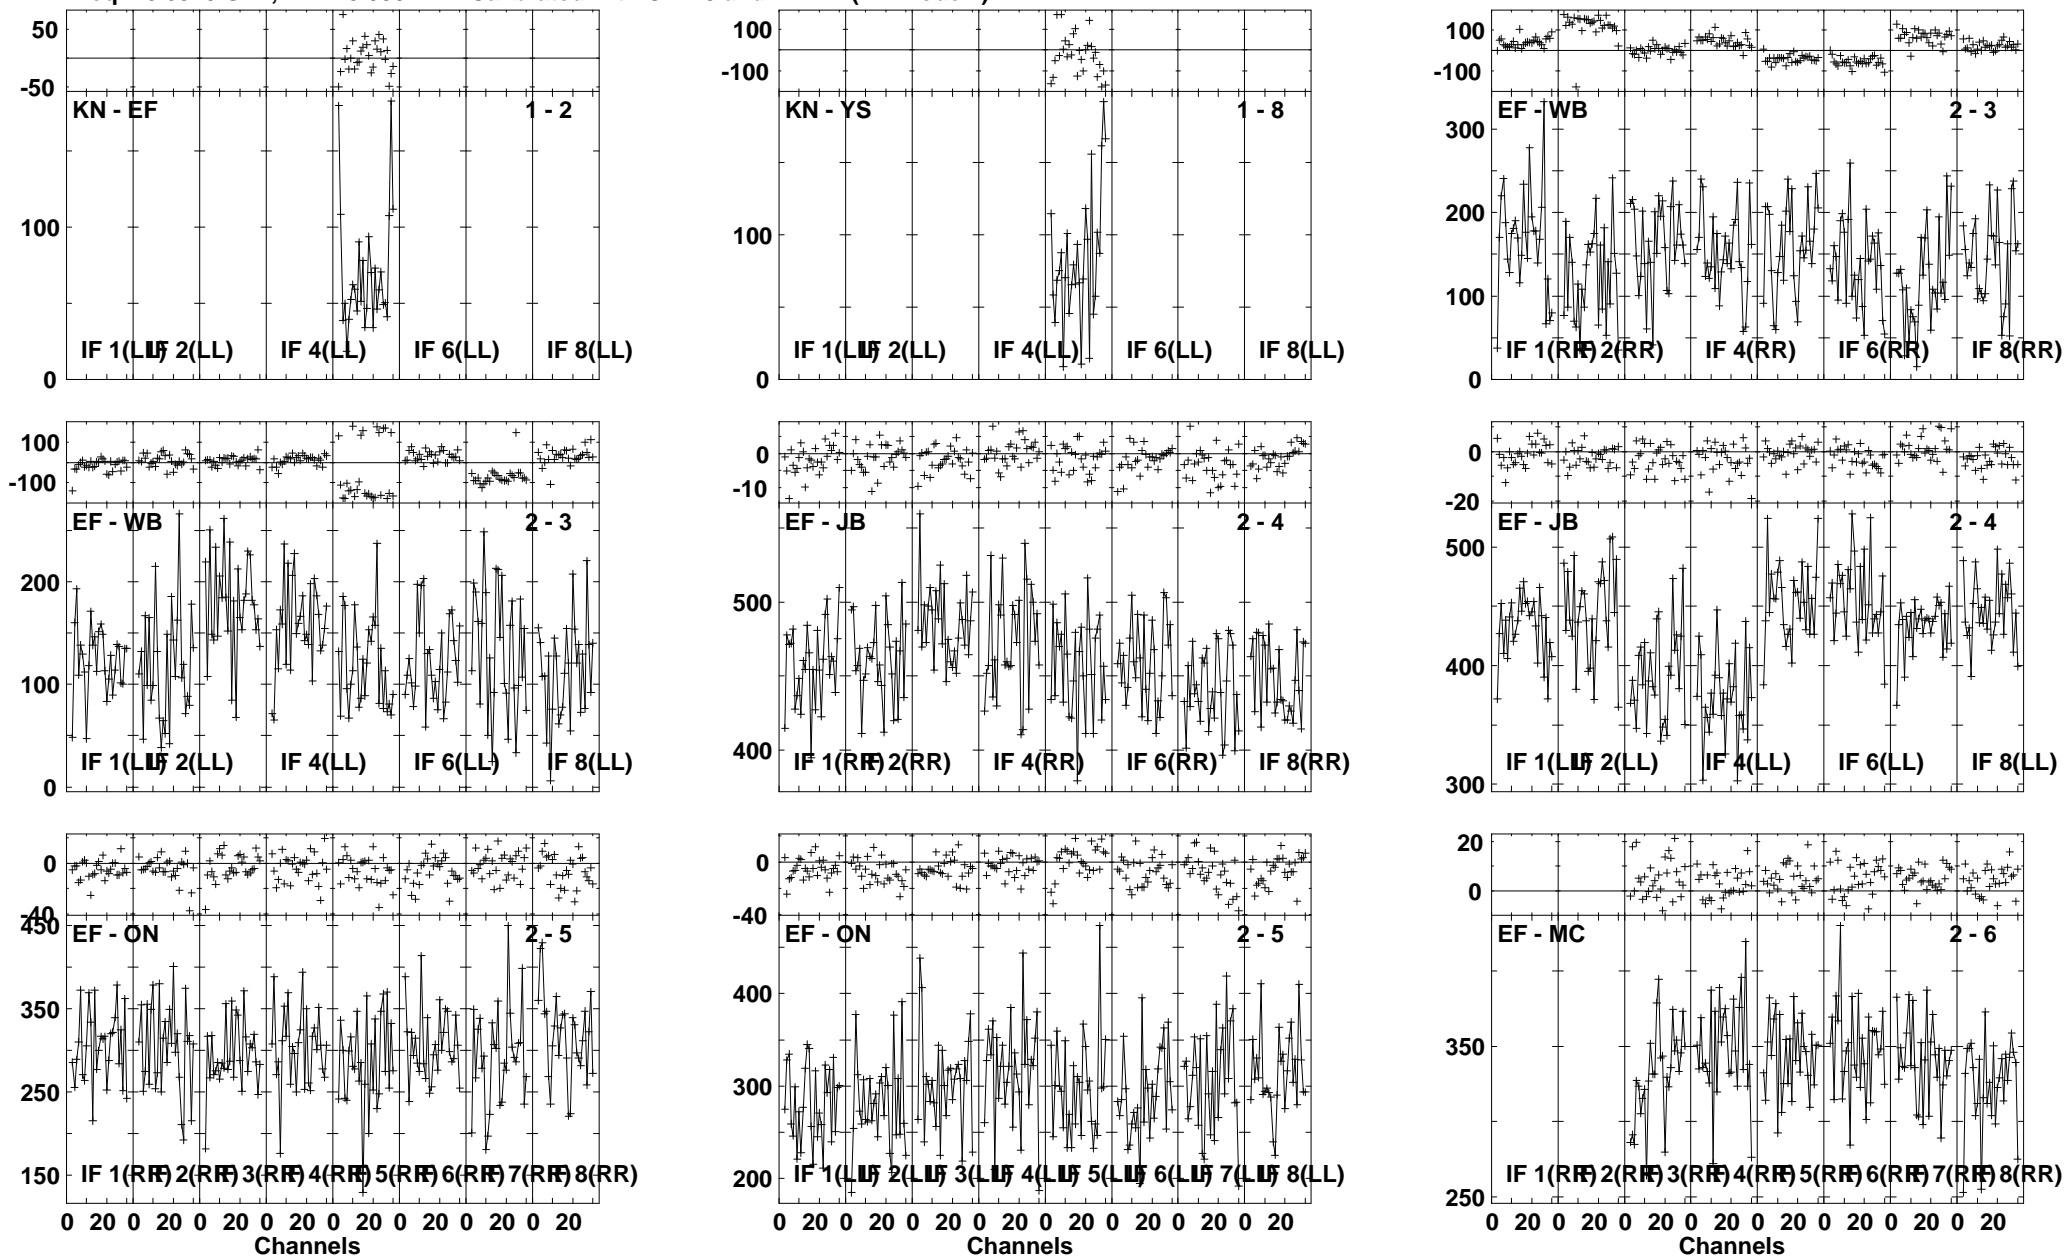 50
0
-50
KN - EF 1 - 2
100
0
IF 1(LL) IF 2(LL) IF 4(LL) IF 6(LL) IF 8(LL)
100
-100
KN - YS 1 - 8
100
0
IF 1(LL) IF 2(LL) IF 4(LL) IF 6(LL) IF 8(LL)
100
-100
EF - WB 2 - 3
300
200
100
0
IF 1(RR) IF 2(RR) IF 4(RR) IF 6(RR) IF 8(RR)
100
-100
EF - WB 2 - 3
200
100
0
IF 1(LL) IF 2(LL) IF 4(LL) IF 6(LL) IF 8(LL)
0
-10
EF - JB 2 - 4
500
400
IF 1(RR) IF 2(RR) IF 4(RR) IF 6(RR) IF 8(RR)
0
-20
EF - JB 2 - 4
500
400
300
IF 1(LL) IF 2(LL) IF 4(LL) IF 6(LL) IF 8(LL)
0
-40
EF - ON 2 - 5
450
350
250
150
IF 1(RR) IF 2(RR) IF 3(RR) IF 4(RR) IF 5(RR) IF 6(RR) IF 7(RR) IF 8(RR)
0 20 0 20 0 20 0 20 0 20 0 20 0 20 0 20
Channels
0
-40
EF - ON 2 - 5
400
300
200
IF 1(LL) IF 2(LL) IF 3(LL) IF 4(LL) IF 5(LL) IF 6(LL) IF 7(LL) IF 8(LL)
0 20 0 20 0 20 0 20 0 20 0 20 0 20 0 20
Channels
20
0
EF - MC 2 - 6
350
250
IF 1(RR) IF 2(RR) IF 3(RR) IF 4(RR) IF 5(RR) IF 6(RR) IF 7(RR) IF 8(RR)
0 20 0 20 0 20 0 20 0 20 0 20 0 20 0 20
Channels